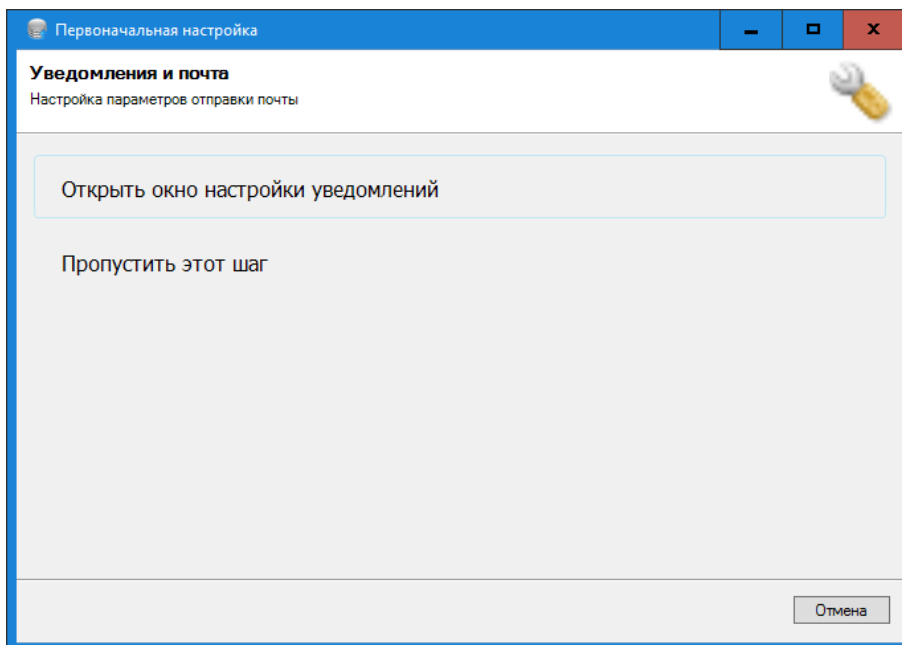 Первоначальная настройка
Уведомления и почта
Настройка параметров отправки почты
Открыть окно настройки уведомлений
Пропустить этот шаг
Отмена